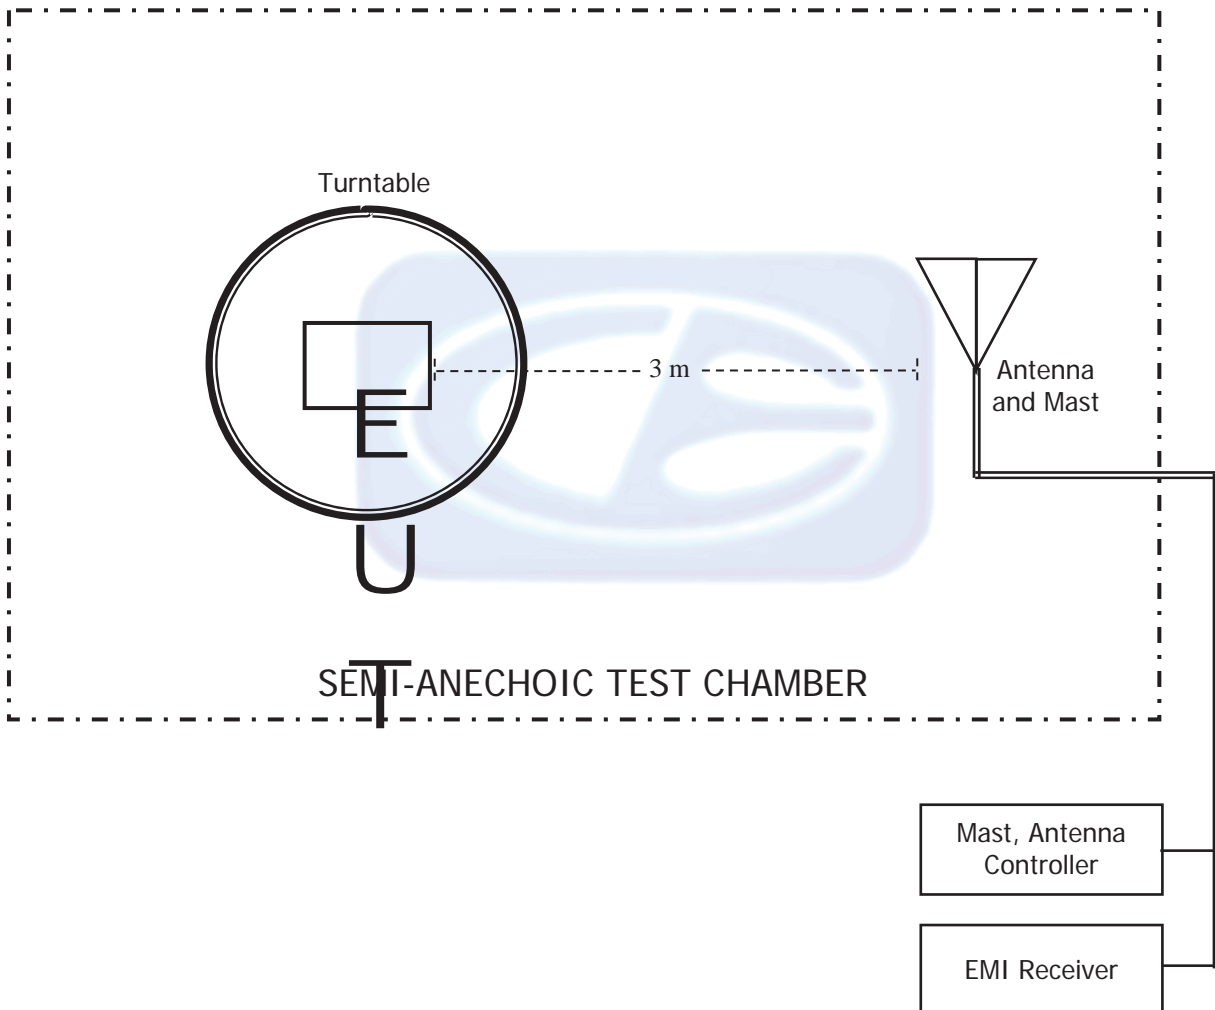 Turntable
3 m
Antenna
and Mast
E
U
T
SEMI-ANECHOIC TEST CHAMBER
Mast, Antenna
Controller
EMI Receiver